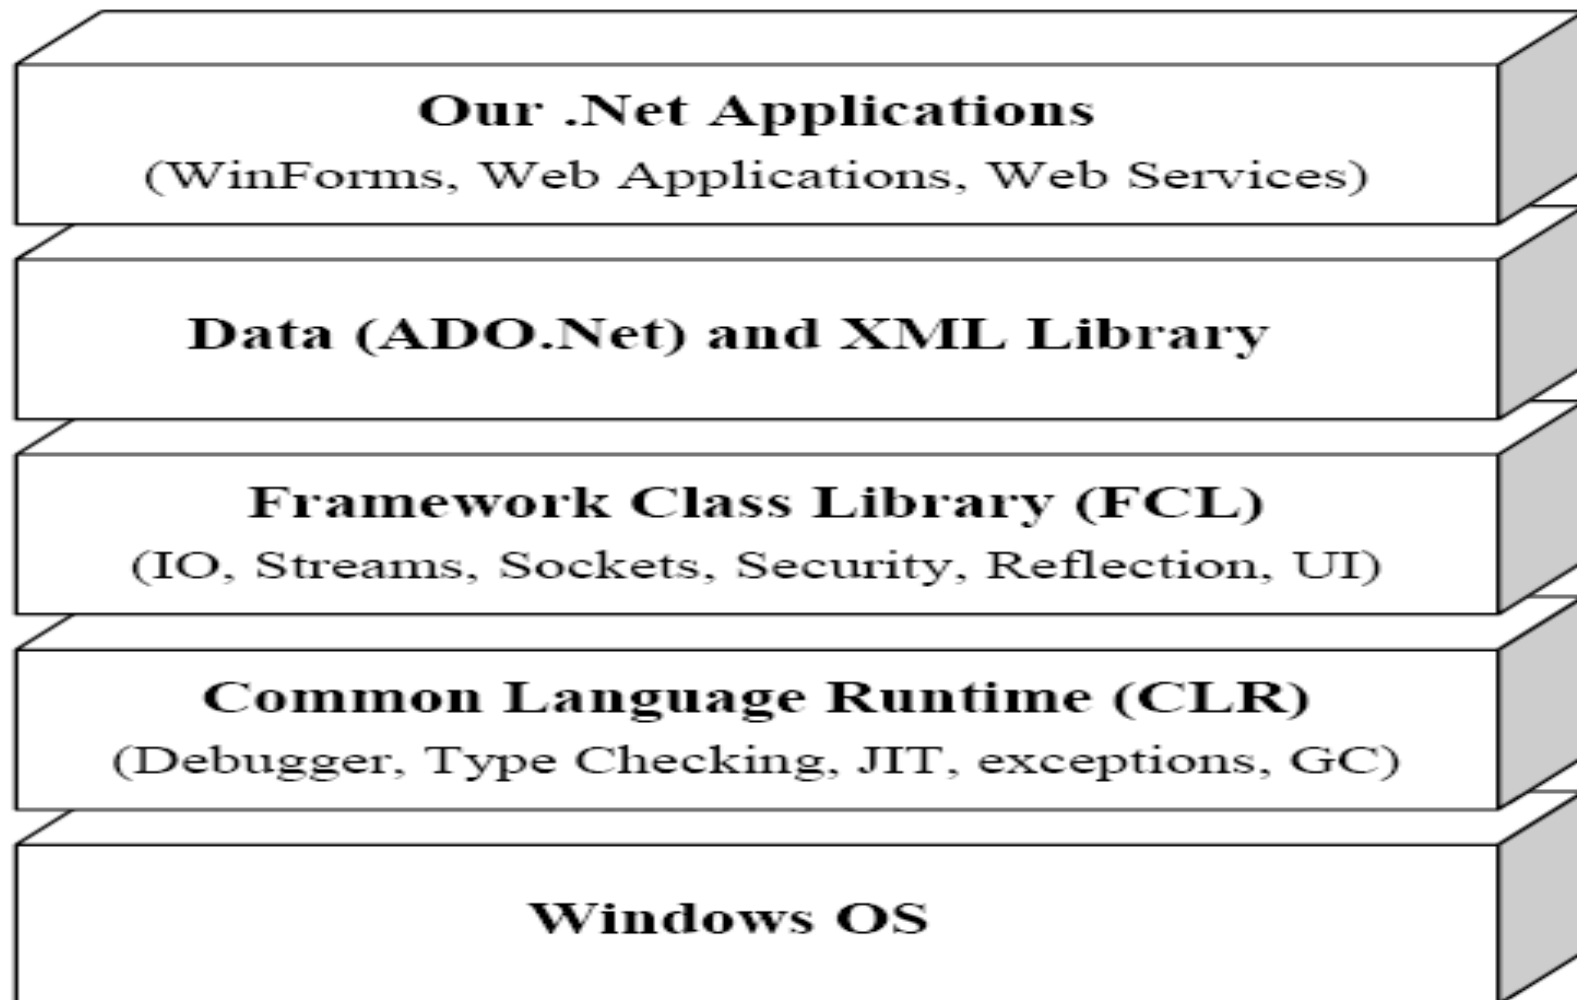 Our .Net Applications
(WinForms, Web Applications, Web Services)
Data (ADO.Net) and XML Library
Framework Class Library (FCL)
(IO, Streams, Sockets, Security, Reflection, UI)
Common Language Runtime (CLR)
(Debugger, Type Checking, JIT, exceptions, GC)
Windows OS